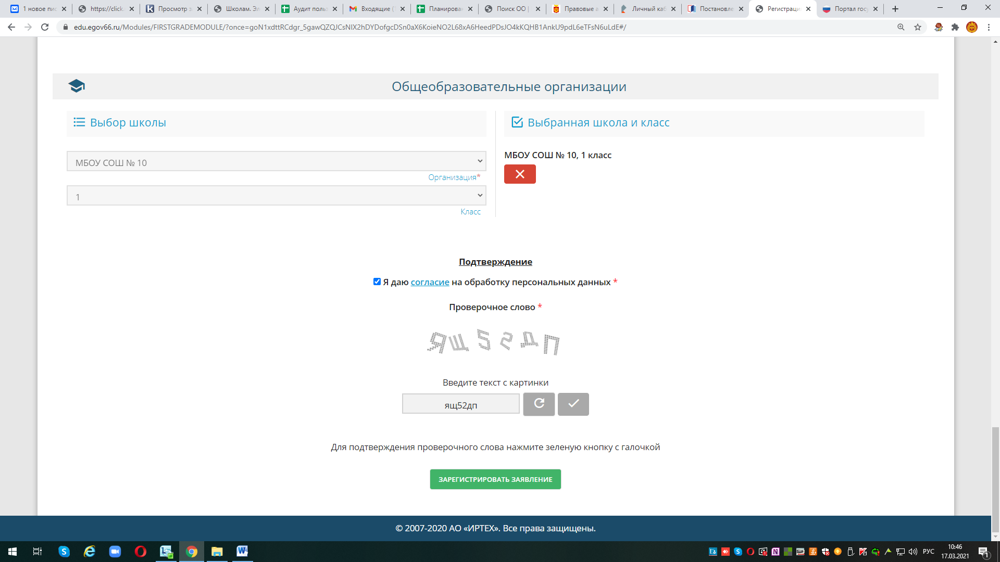 1 новое пис
https://click.
Просмотр з
Школам. Эл
Аудит польз
Входящие (1
Планирован
Поиск ОО |
Правовые а
Личный каб
Постановле
Регистраци
Портал госу
edu.egov66.ru/Modules/FIRSTGRADEMODULE/?once=goN1xdttRCdgr_5gawQZQJCsNIX2hDYDofgcDSn0aX6KoieNO2L68xA6HeedPDsJO4kKQHB1AnkU9pdL6eTFsN6uLdE#/
Общеобразовательные организации
Выбор школы
Выбранная школа и класс
МБОУ СОШ № 10
Организация*
1
Класс
МБОУ СОШ № 10, 1 класс
Подтверждение
Я даю согласие на обработку персональных данных *
Проверочное слово *
ЯЩ52ДП
Введите текст с картинки
ящ52дп
Для подтверждения проверочного слова нажмите зеленую кнопку с галочкой
ЗАРЕГИСТРИРОВАТЬ ЗАЯВЛЕНИЕ
© 2007-2020 АО «ИРТЕХ». Все права защищены.
РУС
10:46
17.03.2021
1